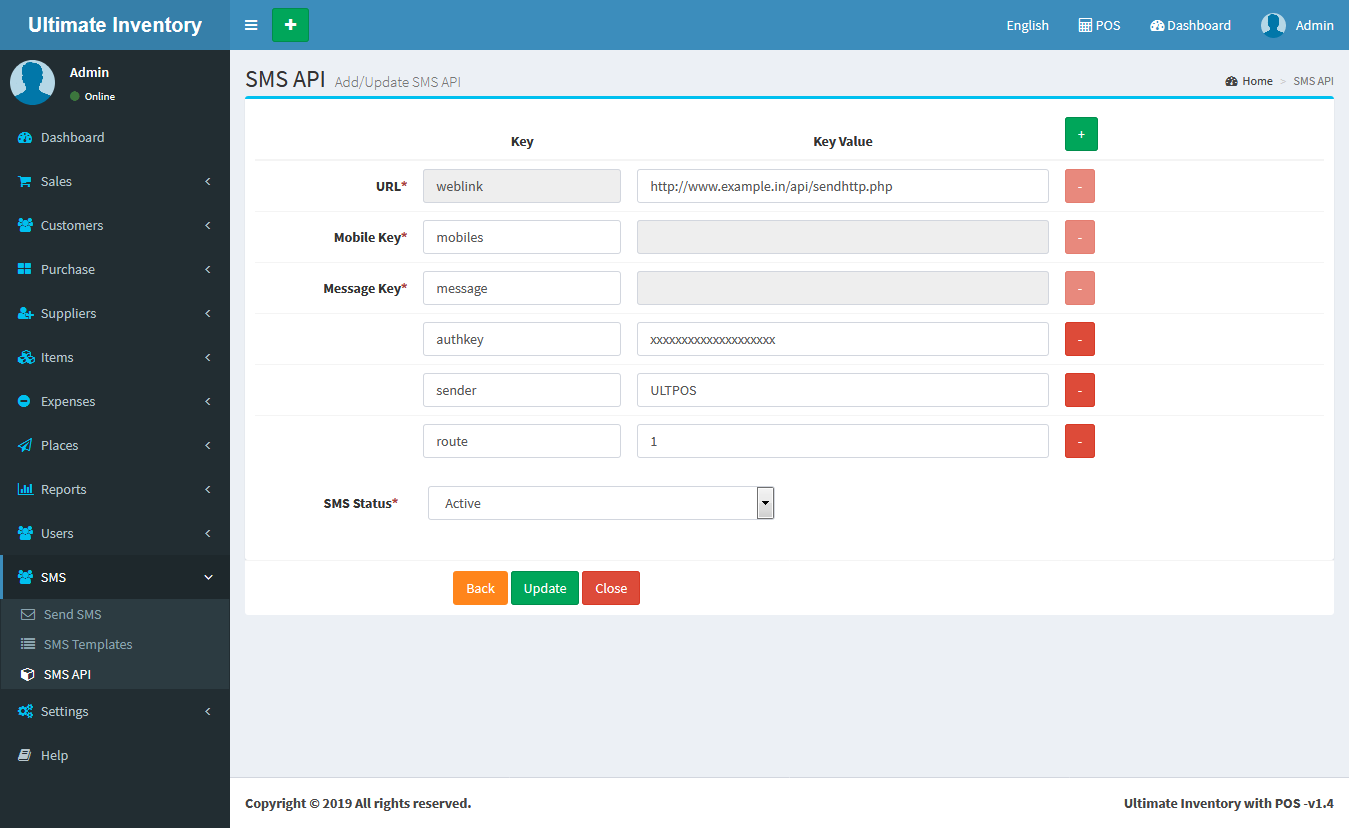 Ultimate Inventory
+
English
POS
Dashboard
Admin
Admin
Online
Dashboard
Sales
Customers
Purchase
Suppliers
Items
Expenses
Places
Reports
Users
SMS
Send SMS
SMS Templates
SMS API
Settings
Help
SMS API Add/Update SMS API
Home > SMS API
Key Key Value +
URL* weblink http://www.example.in/api/sendhttp.php -
Mobile Key* mobiles -
Message Key* message -
authkey xxxxxxxxxxxxxxxxxxxx -
sender ULTPOS -
route 1 -
SMS Status* Active
Back Update Close
Copyright © 2019 All rights reserved.
Ultimate Inventory with POS -v1.4